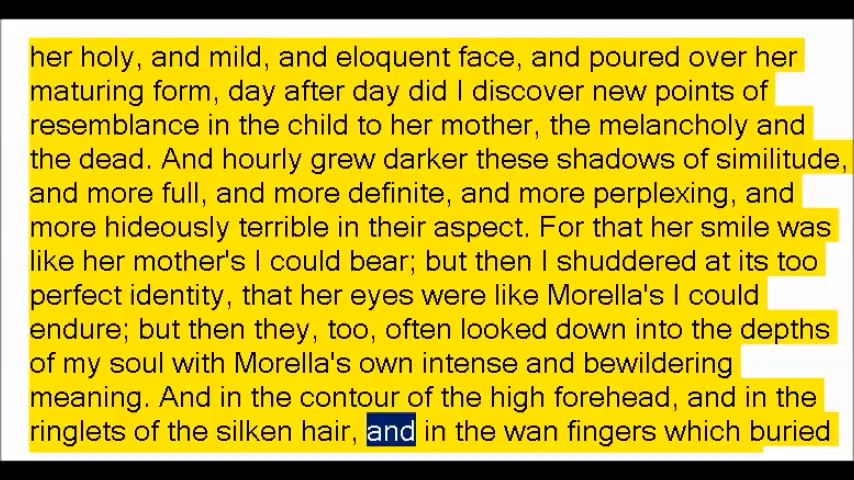 her holy, and mild, and eloquent face, and poured over her
maturing form, day after day did I discover new points of
resemblance in the child to her mother, the melancholy and
the dead. And hourly grew darker these shadows of similitude,
and more full, and more definite, and more perplexing, and
more hideously terrible in their aspect. For that her smile was
like her mother's I could bear; but then I shuddered at its too
perfect identity, that her eyes were like Morella's I could
endure; but then they, too, often looked down into the depths
of my soul with Morella's own intense and bewildering
meaning. And in the contour of the high forehead, and in the
ringlets of the silken hair, and in the wan fingers which buried